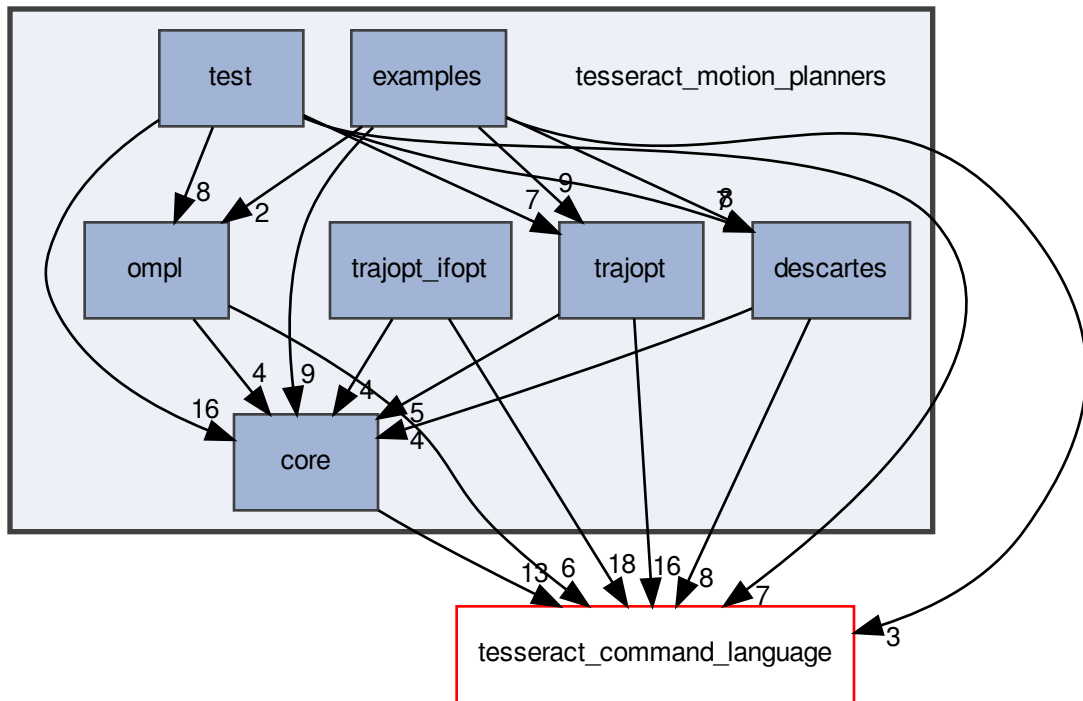 test
examples
tesseract_motion_planners
8
2
7
9
7
8
ompl
trajopt_ifopt
trajopt
descartes
16
4
9
4
5
4
core
13
6
18
16
8
7
3
tesseract_command_language